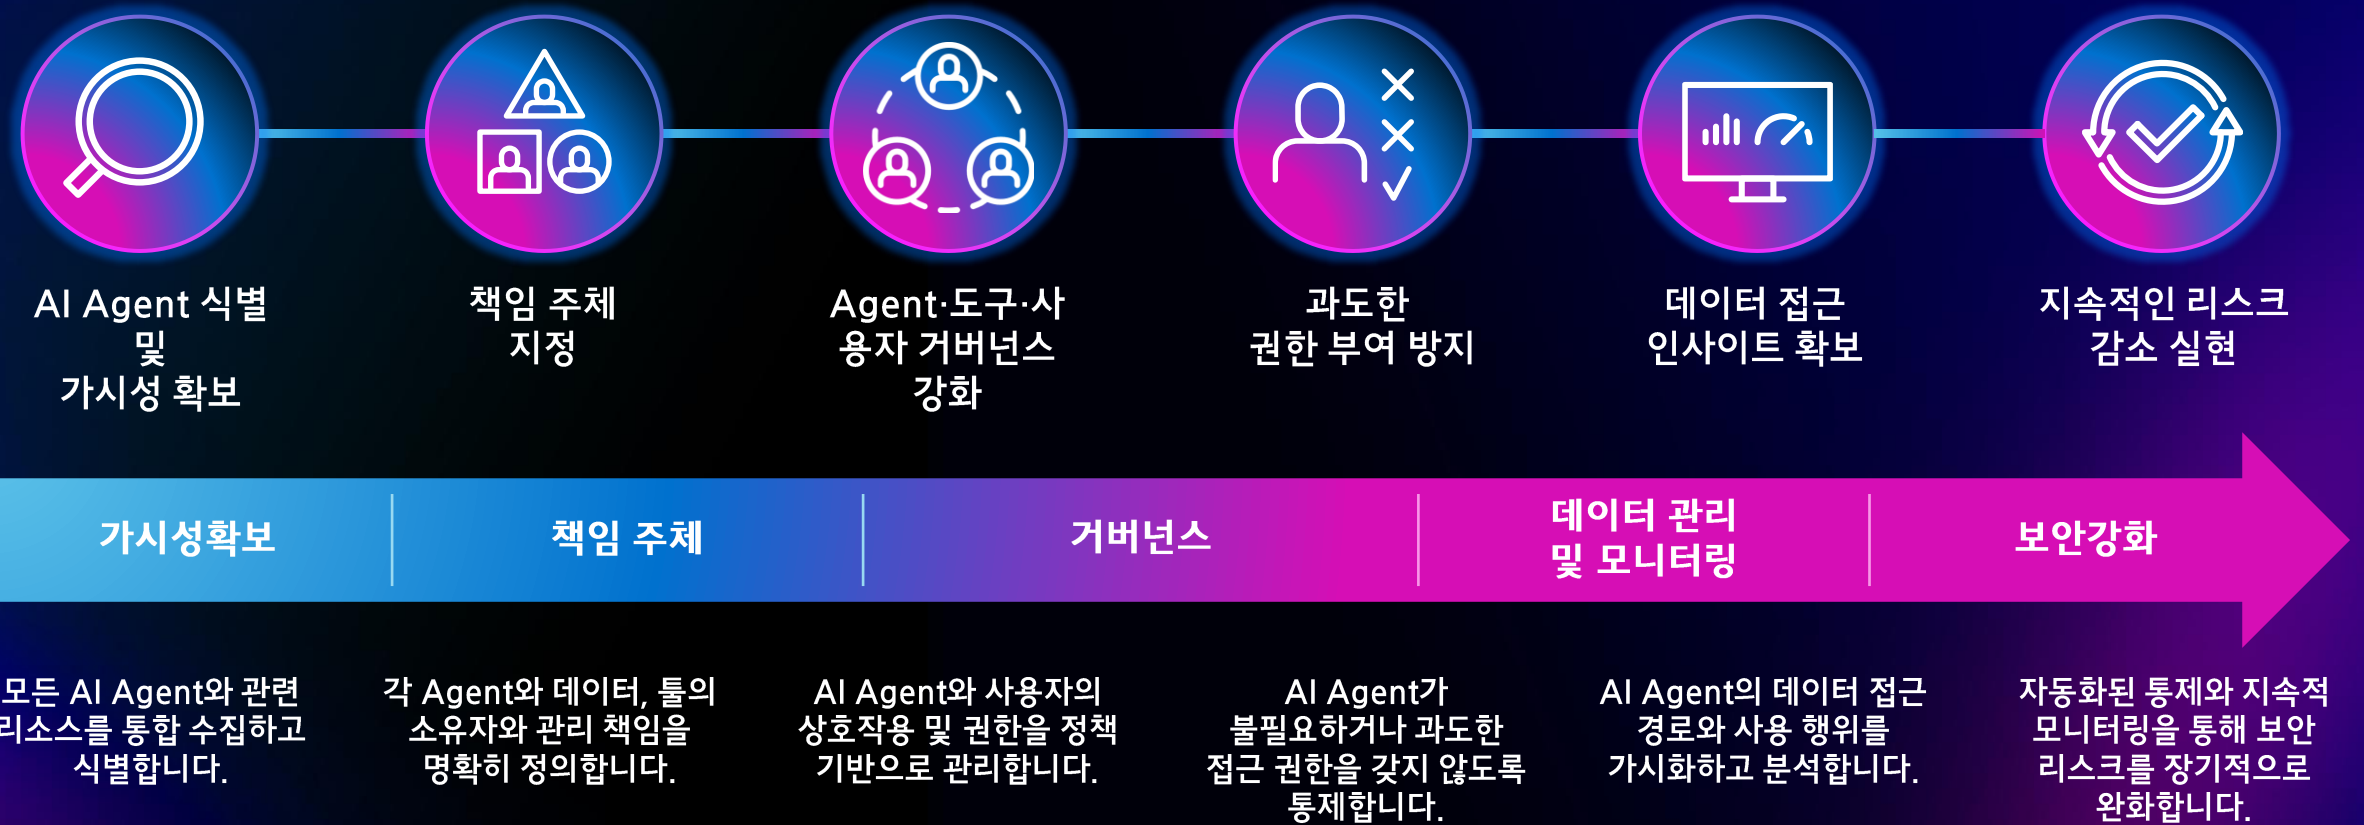 AI Agent 식별
및
가시성 확보
책임 주체
지정
Agent·도구·사
용자 거버넌스
강화
과도한
권한 부여 방지
데이터 접근
인사이트 확보
지속적인 리스크
감소 실현
가시성확보
책임 주체
거버넌스
데이터 관리
및 모니터링
보안강화
모든 AI Agent와 관련
리소스를 통합 수집하고
식별합니다.
각 Agent와 데이터, 툴의
소유자와 관리 책임을
명확히 정의합니다.
AI Agent와 사용자의
상호작용 및 권한을 정책
기반으로 관리합니다.
AI Agent가
불필요하거나 과도한
접근 권한을 갖지 않도록
통제합니다.
AI Agent의 데이터 접근
경로와 사용 행위를
가시화하고 분석합니다.
자동화된 통제와 지속적
모니터링을 통해 보안
리스크를 장기적으로
완화합니다.